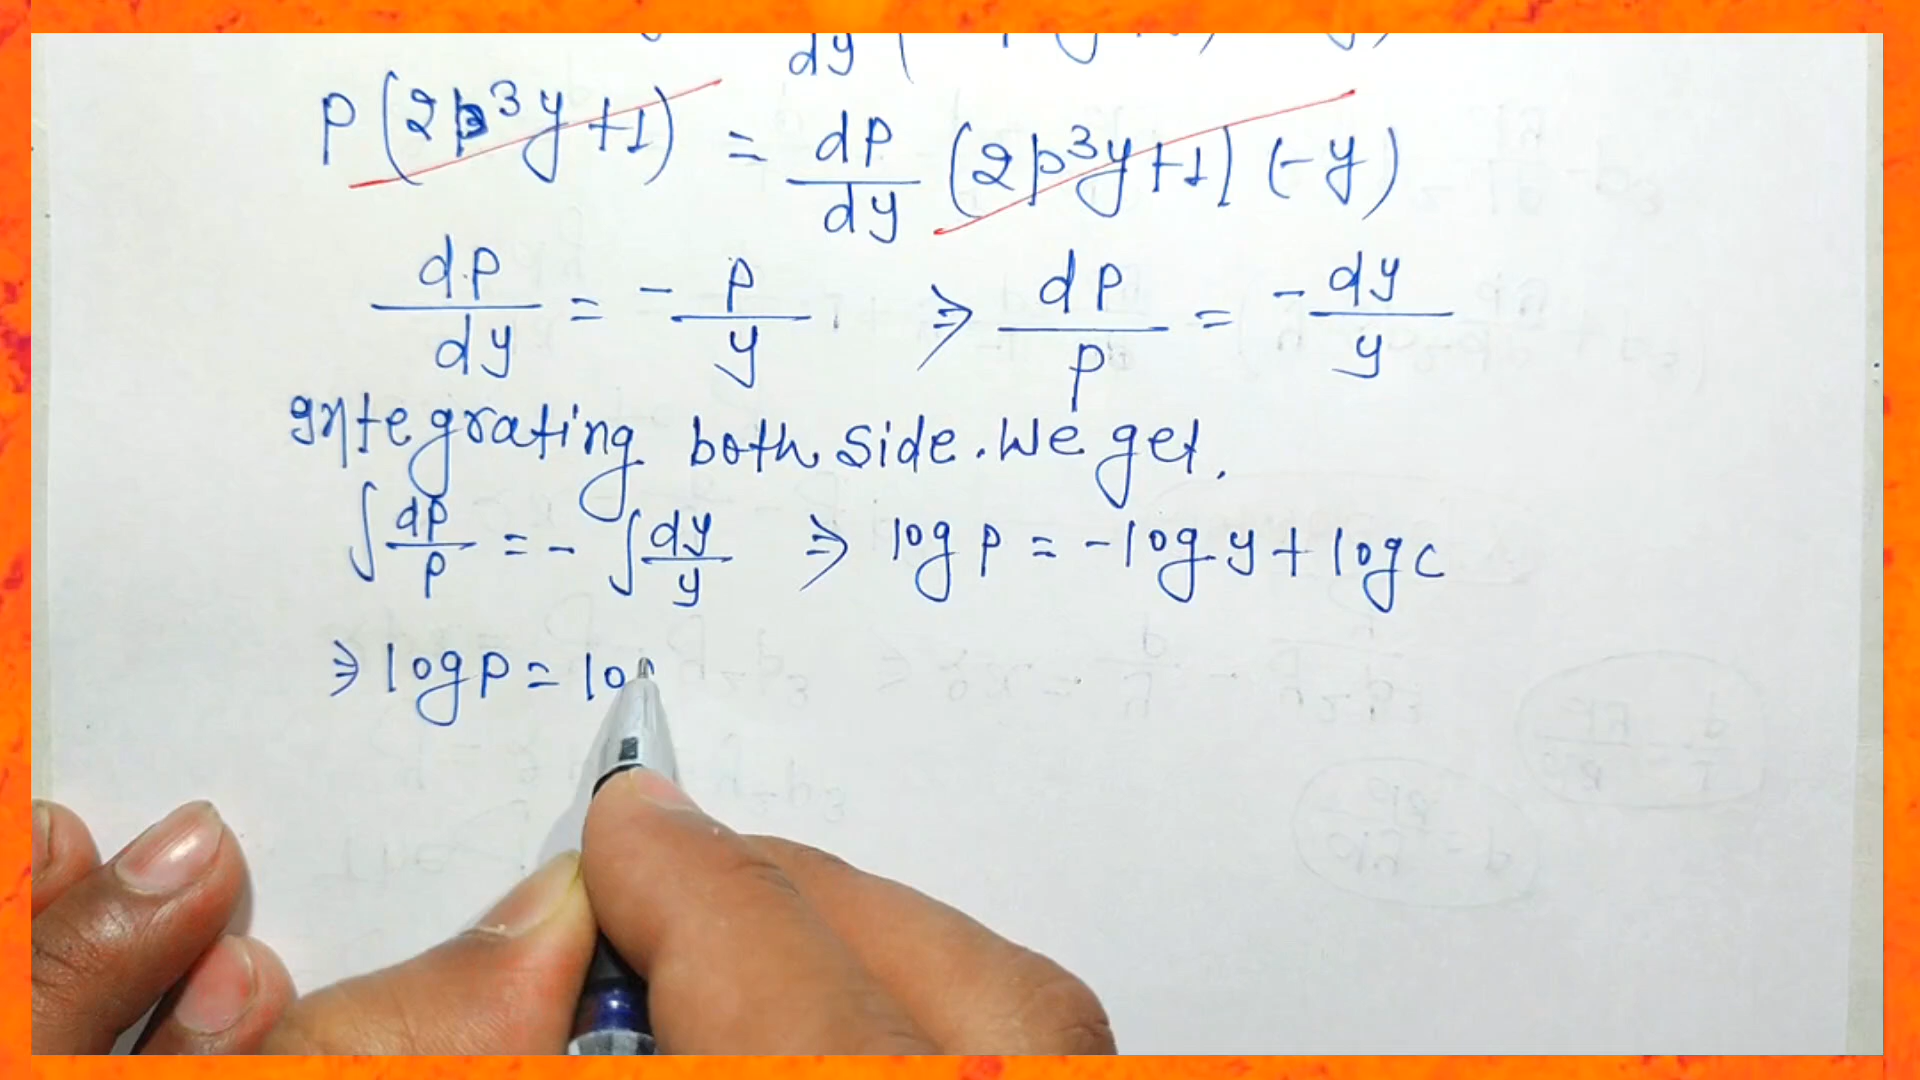 dy (
P (2p³y+1) = dP/dy (2p³y+1) (-y)
dP/dy = - P/y ⇒ dP/P = - dy/y
Integrating both side. We get,
∫ dP/P = - ∫ dy/y ⇒ log P = -log y + log c
⇒ log P = lo